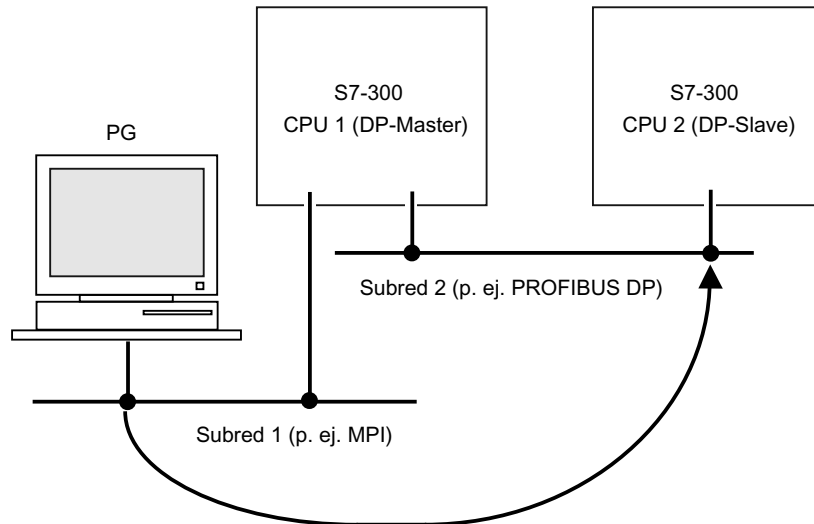 S7-300
CPU 1 (DP-Master)
S7-300
CPU 2 (DP-Slave)
PG
Subred 2 (p. ej. PROFIBUS DP)
Subred 1 (p. ej. MPI)